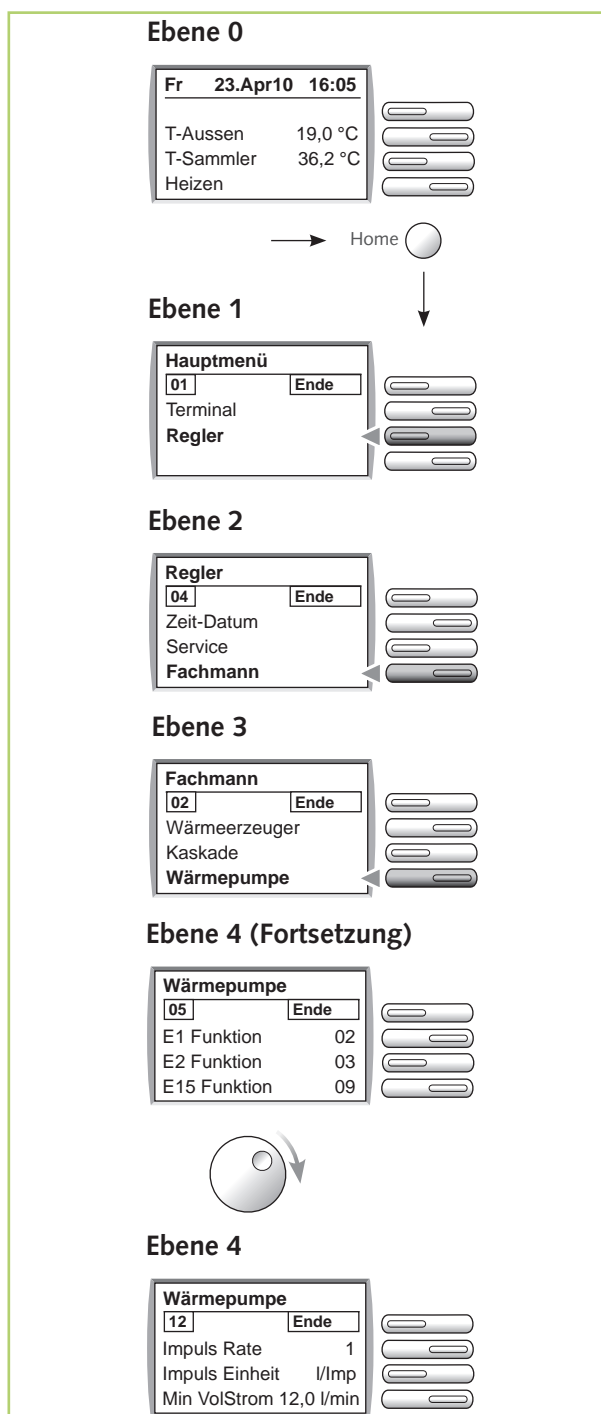 Ebene 0
Fr 23.Apr10 16:05
T-Aussen 19,0 °C
T-Sammler 36,2 °C
Heizen
Home
Ebene 1
Hauptmenü
01 Ende
Terminal
Regler
Ebene 2
Regler
04 Ende
Zeit-Datum
Service
Fachmann
Ebene 3
Fachmann
02 Ende
Wärmeerzeuger
Kaskade
Wärmepumpe
Ebene 4 (Fortsetzung)
Wärmepumpe
05 Ende
E1 Funktion 02
E2 Funktion 03
E15 Funktion 09
Ebene 4
Wärmepumpe
12 Ende
Impuls Rate 1
Impuls Einheit l/Imp
Min VolStrom 12,0 l/min